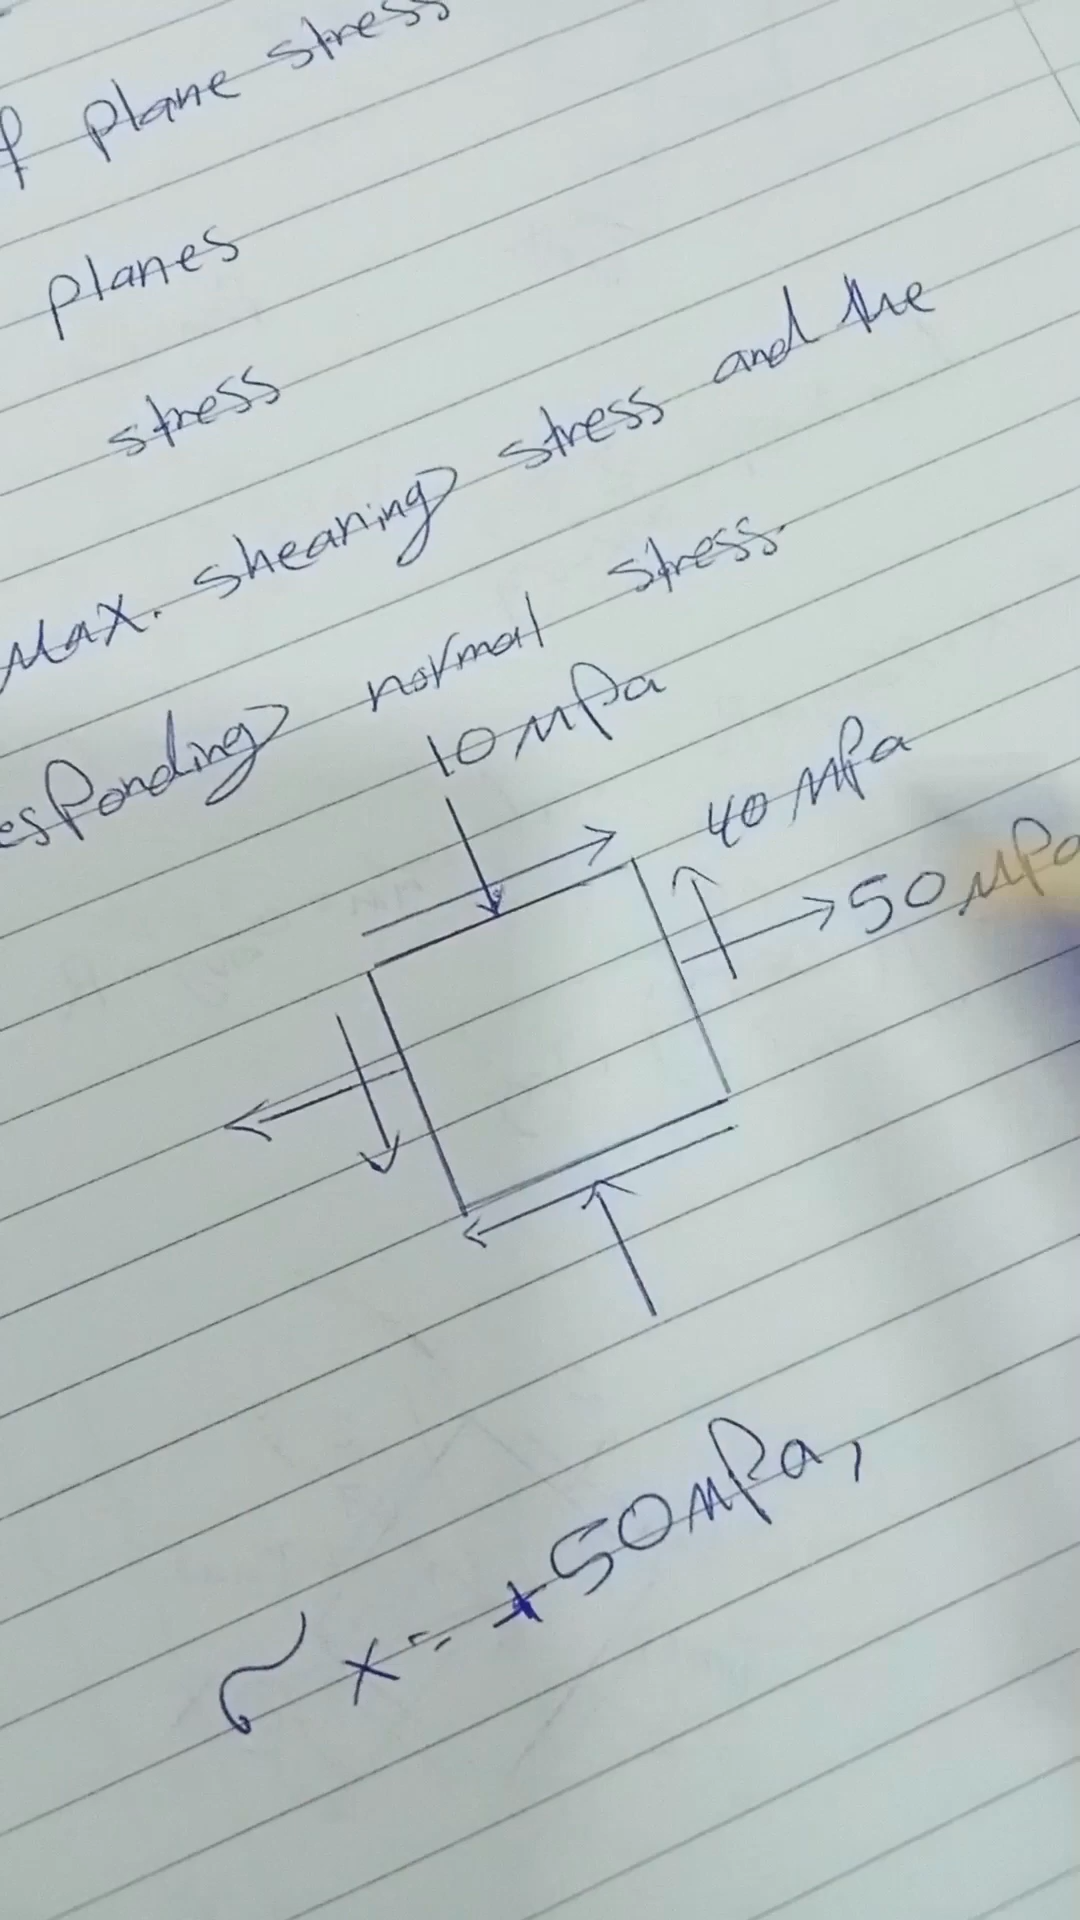 plane stress
planes
stress
Max. shearing stress and the
normal stress.
10 MPa
40 MPa
50 MPa
σx = +50 MPa,